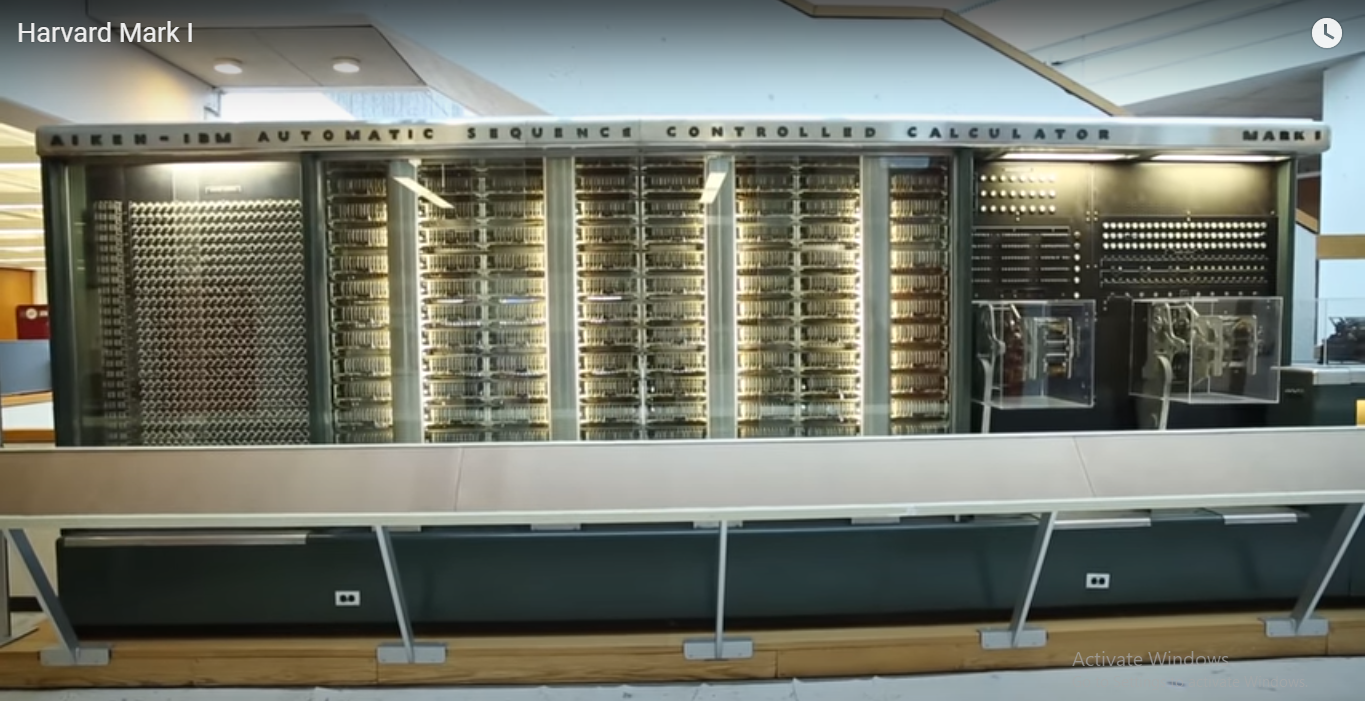 Harvard Mark I
AIKEN-IBM AUTOMATIC SEQUENCE CONTROLLED CALCULATOR MARK I
Activate Windows